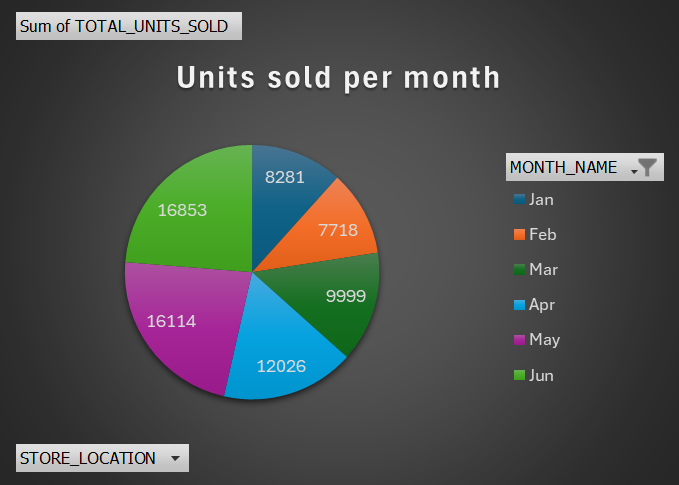 Sum of TOTAL_UNITS_SOLD
Units sold per month
MONTH_NAME
Jan
Feb
Mar
Apr
May
Jun
8281
7718
9999
12026
16114
16853
STORE_LOCATION